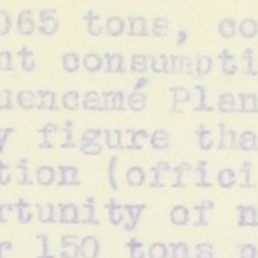 065 tons, co
nt consumpti
uencamé Plan
y figure tha
tion (offici
rtunity of n
r 150 tons p